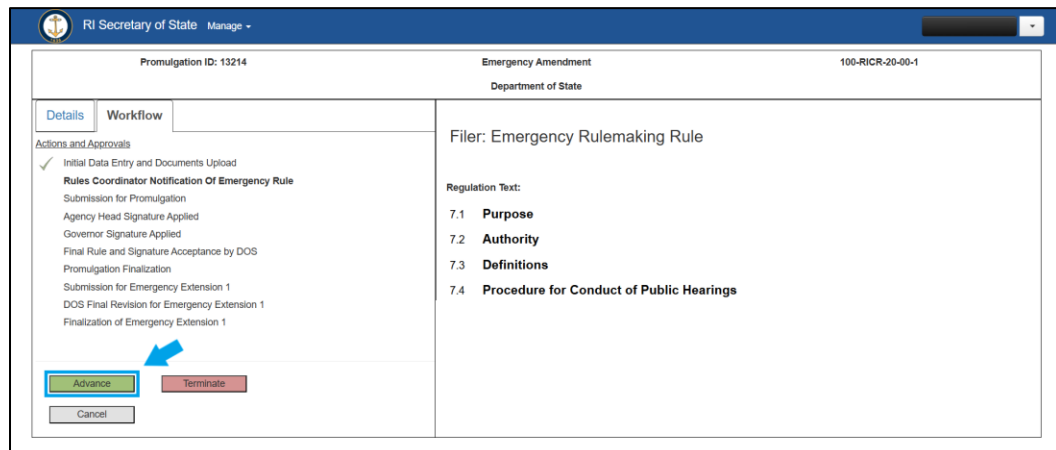 RI Secretary of State Manage
Promulgation ID: 13214 Emergency Amendment 100-RICR-20-00-1
Department of State
Details Workflow
Actions and Approvals
Initial Data Entry and Documents Upload
Rules Coordinator Notification Of Emergency Rule
Submission for Promulgation
Agency Head Signature Applied
Governor Signature Applied
Final Rule and Signature Acceptance by DOS
Promulgation Finalization
Submission for Emergency Extension 1
DOS Final Revision for Emergency Extension 1
Finalization of Emergency Extension 1
Advance Terminate
Cancel
Filer: Emergency Rulemaking Rule
Regulation Text:
7.1 Purpose
7.2 Authority
7.3 Definitions
7.4 Procedure for Conduct of Public Hearings